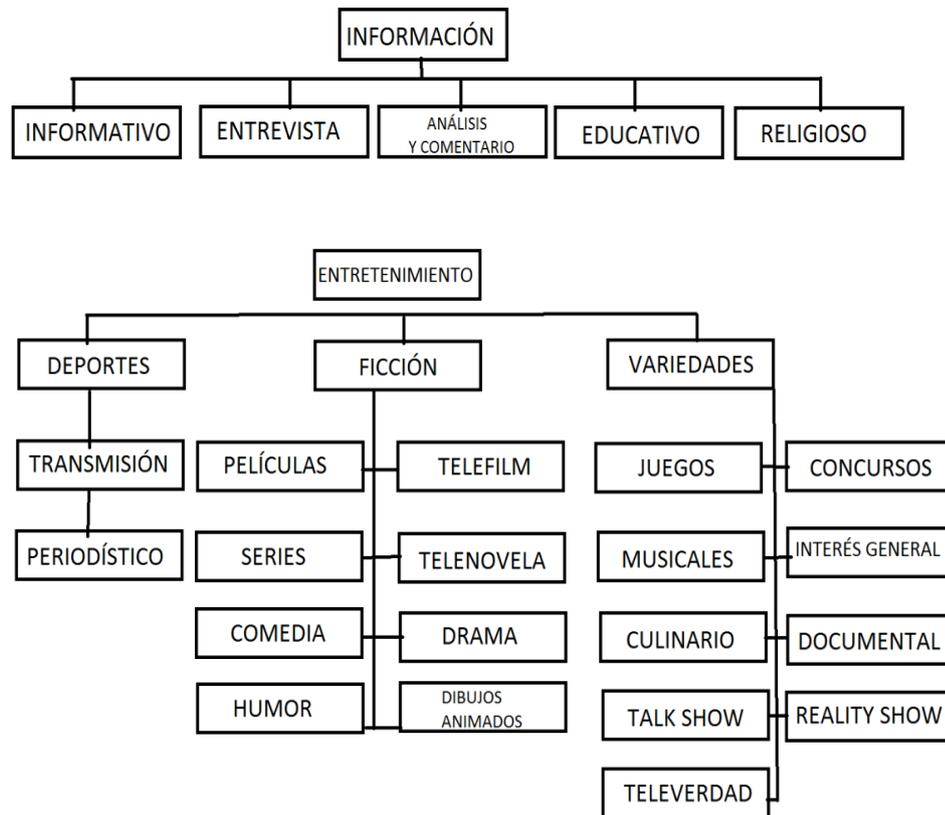 INFORMACIÓN
INFORMATIVO
ENTREVISTA
ANÁLISIS
Y COMENTARIO
EDUCATIVO
RELIGIOSO
ENTRETENIMIENTO
DEPORTES
FICCIÓN
VARIEDADES
TRANSMISIÓN
PELÍCULAS
TELEFILM
JUEGOS
CONCURSOS
PERIODÍSTICO
SERIES
TELENOVELA
MUSICALES
INTERÉS GENERAL
COMEDIA
DRAMA
CULINARIO
DOCUMENTAL
HUMOR
DIBUJOS
ANIMADOS
TALK SHOW
REALITY SHOW
TELEVERDAD